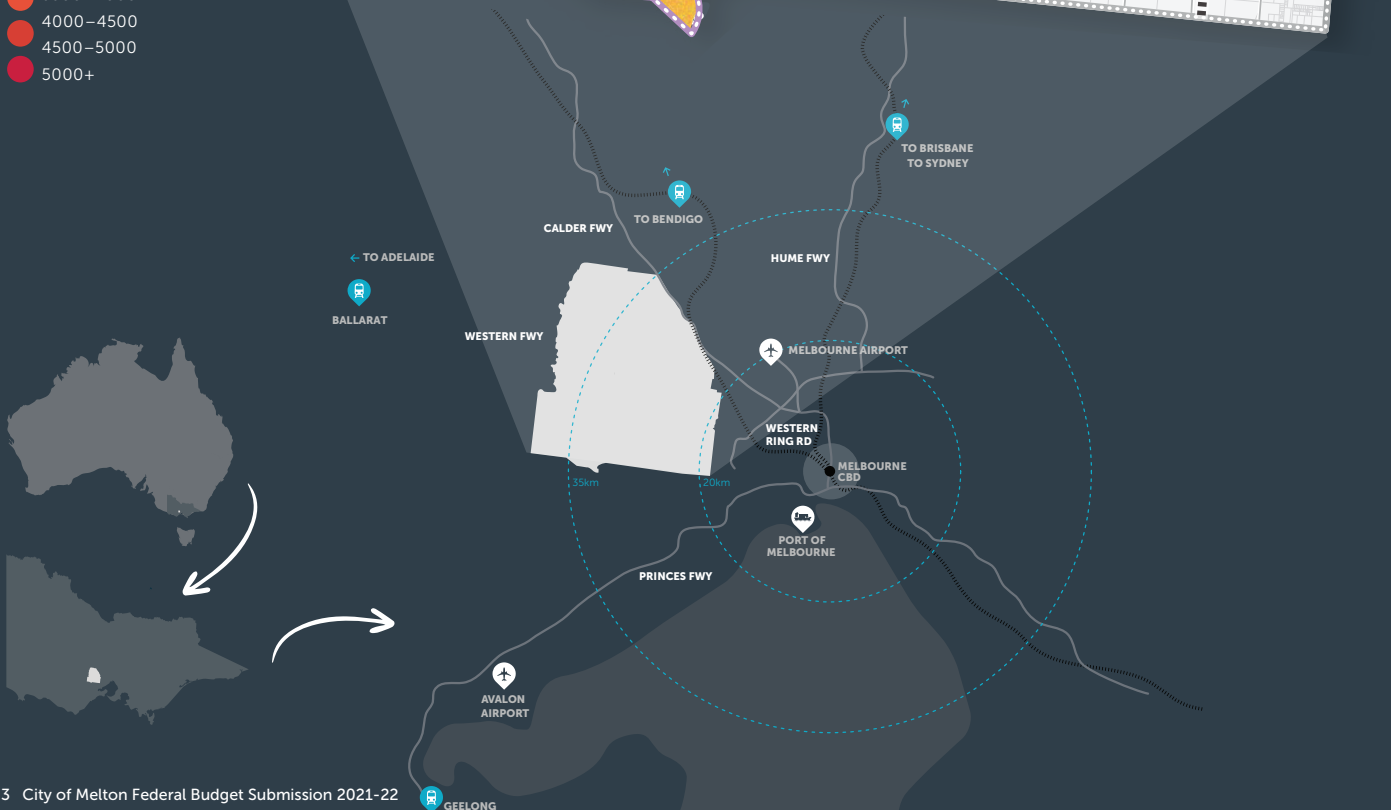 4000–4500
4500–5000
5000+
TO BRISBANE
TO SYDNEY
TO BENDIGO
CALDER FWY
HUME FWY
← TO ADELAIDE
BALLARAT
WESTERN FWY
MELBOURNE AIRPORT
WESTERN
RING RD
MELBOURNE
CBD
35km
20km
PORT OF
MELBOURNE
PRINCES FWY
AVALON
AIRPORT
3 City of Melton Federal Budget Submission 2021-22
GEELONG